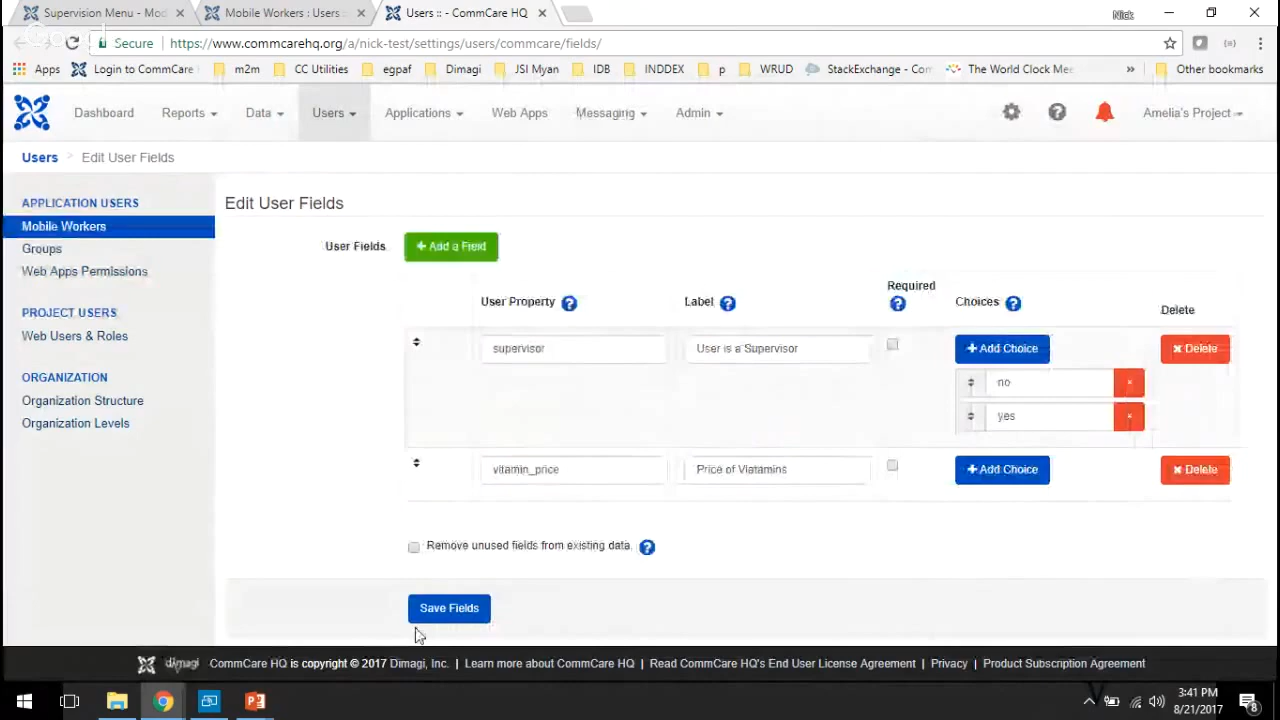 Supervision Menu - Mod
Mobile Workers : Users :
Users :: - CommCare HQ
Nick
Secure
https://www.commcarehq.org/a/nick-test/settings/users/commcare/fields/
Apps
Login to CommCare
m2m
CC Utilities
egpaf
Dimagi
JSI Myan
IDB
INDDEX
p
WRUD
StackExchange - Com
The World Clock Mee
»
Other bookmarks
Dashboard
Reports
Data
Users
Applications
Web Apps
Messaging
Admin
Amelia's Project
Users > Edit User Fields
APPLICATION USERS
Mobile Workers
Groups
Web Apps Permissions
PROJECT USERS
Web Users & Roles
ORGANIZATION
Organization Structure
Organization Levels
Edit User Fields
User Fields
+ Add a Field
User Property
Label
Required
Choices
Delete
supervisor
User is a Supervisor
+ Add Choice
Delete
no
yes
vitamin_price
Price of Viatamins
+ Add Choice
Delete
Remove unused fields from existing data
Save Fields
dimagi
CommCare HQ is copyright © 2017 Dimagi, Inc. | Learn more about CommCare HQ | Read CommCare HQ's End User License Agreement | Privacy | Product Subscription Agreement
3:41 PM
8/21/2017
8